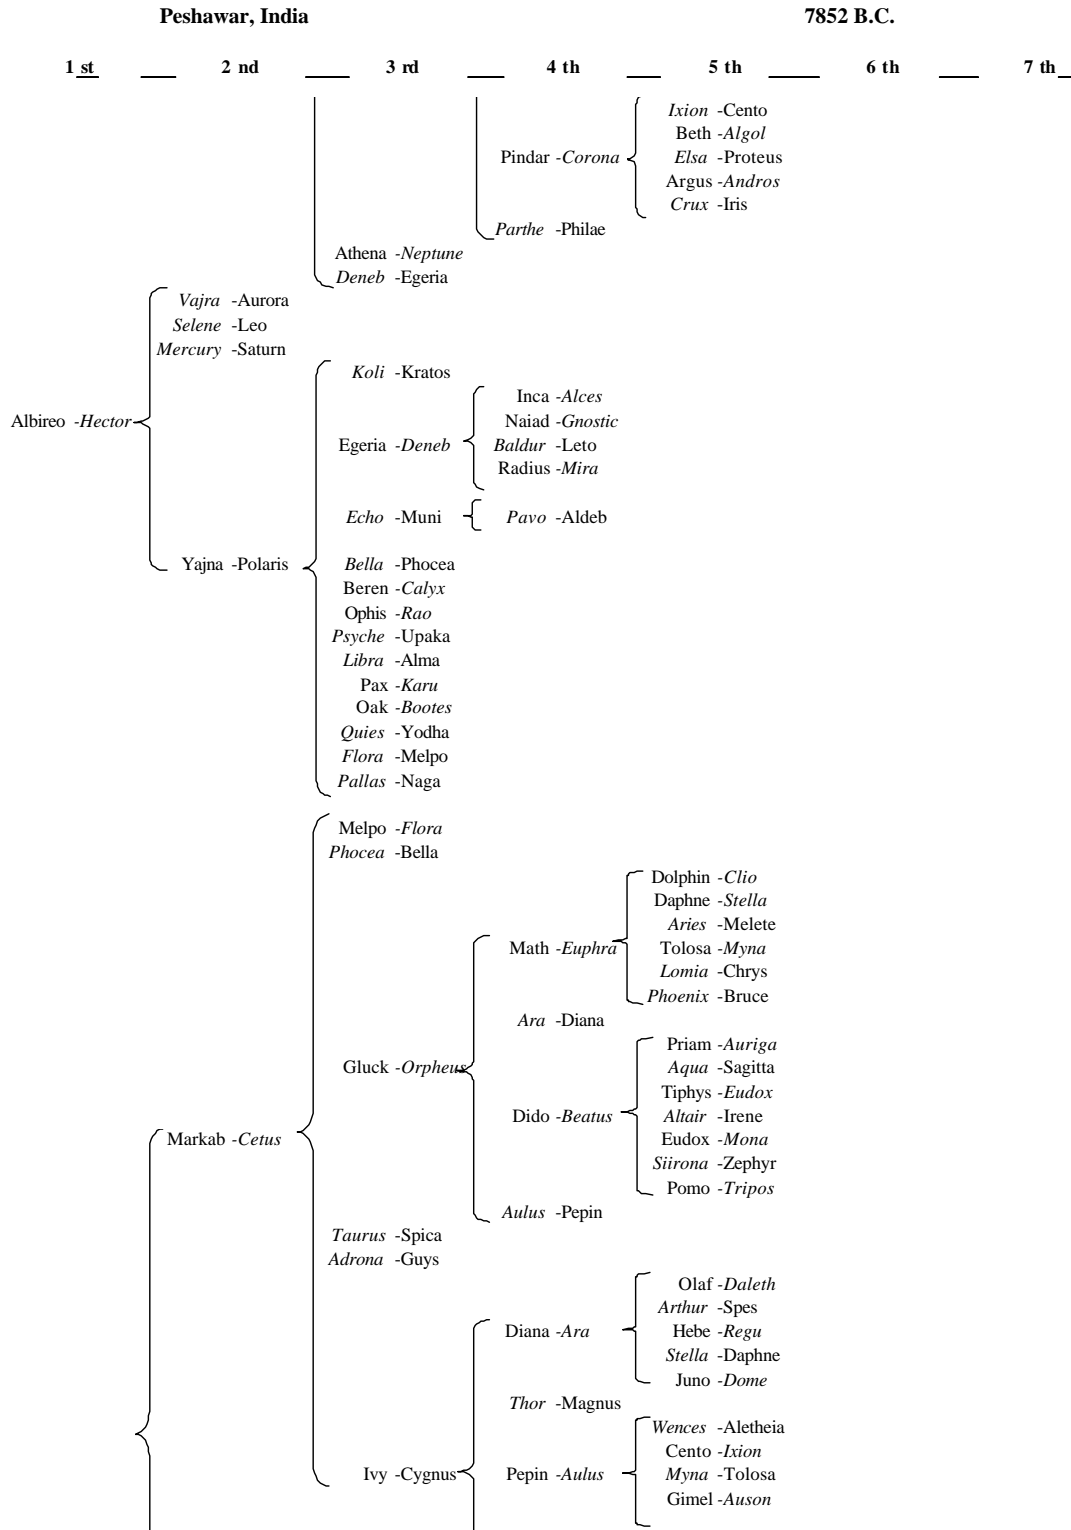 Peshawar, India 7852 B.C.
1 st 2 nd 3 rd 4 th 5 th 6 th 7 th
Ixion -Cento
Beth -Algol
Pindar -Corona Elsa -Proteus
Argus -Andros
Crux -Iris
Parthe -Philae
Athena -Neptune
Deneb -Egeria
Vajra -Aurora
Selene -Leo
Mercury -Saturn
Koli -Kratos
Inca -Alces
Albireo -Hector Naiad -Gnostic
Egeria -Deneb Baldur -Leto
Radius -Mira
Echo -Muni Pavo -Aldeb
Yajna -Polaris Bella -Phocea
Beren -Calyx
Ophis -Rao
Psyche -Upaka
Libra -Alma
Pax -Karu
Oak -Bootes
Quies -Yodha
Flora -Melpo
Pallas -Naga
Melpo -Flora
Phocea -Bella
Dolphin -Clio
Daphne -Stella
Aries -Melete
Math -Euphra Tolosa -Myna
Lomia -Chrys
Phoenix -Bruce
Ara -Diana
Priam -Auriga
Gluck -Orpheus Aqua -Sagitta
Tiphys -Eudox
Dido -Beatus Altair -Irene
Markab -Cetus Eudox -Mona
Siirona -Zephyr
Pomo -Tripos
Aulus -Pepin
Taurus -Spica
Adrona -Guys
Olaf -Daleth
Arthur -Spes
Diana -Ara Hebe -Regu
Stella -Daphne
Juno -Dome
Thor -Magnus
Wences -Aletheia
Cento -Ixion
Ivy -Cygnus Pepin -Aulus Myna -Tolosa
Gimel -Auson